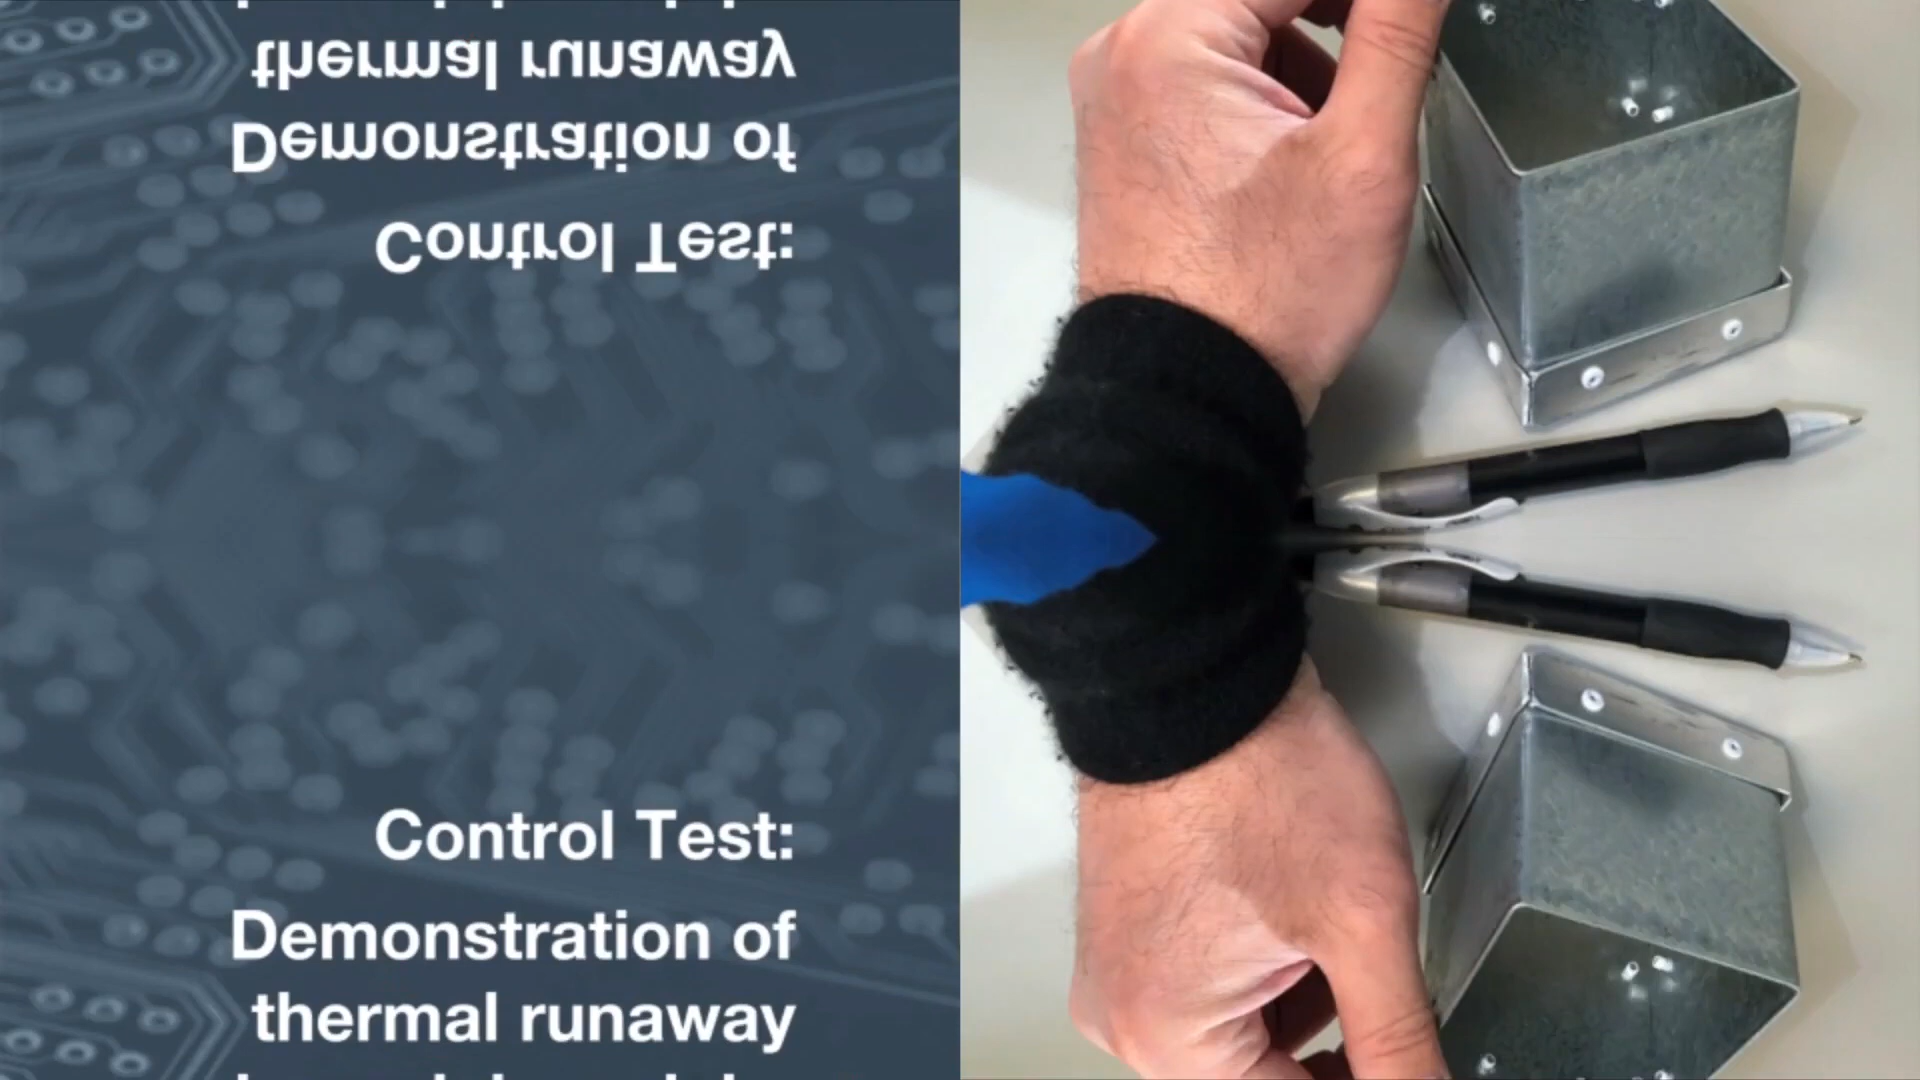 thermal runaway
Demonstration of
Control Test:
Control Test:
Demonstration of
thermal runaway